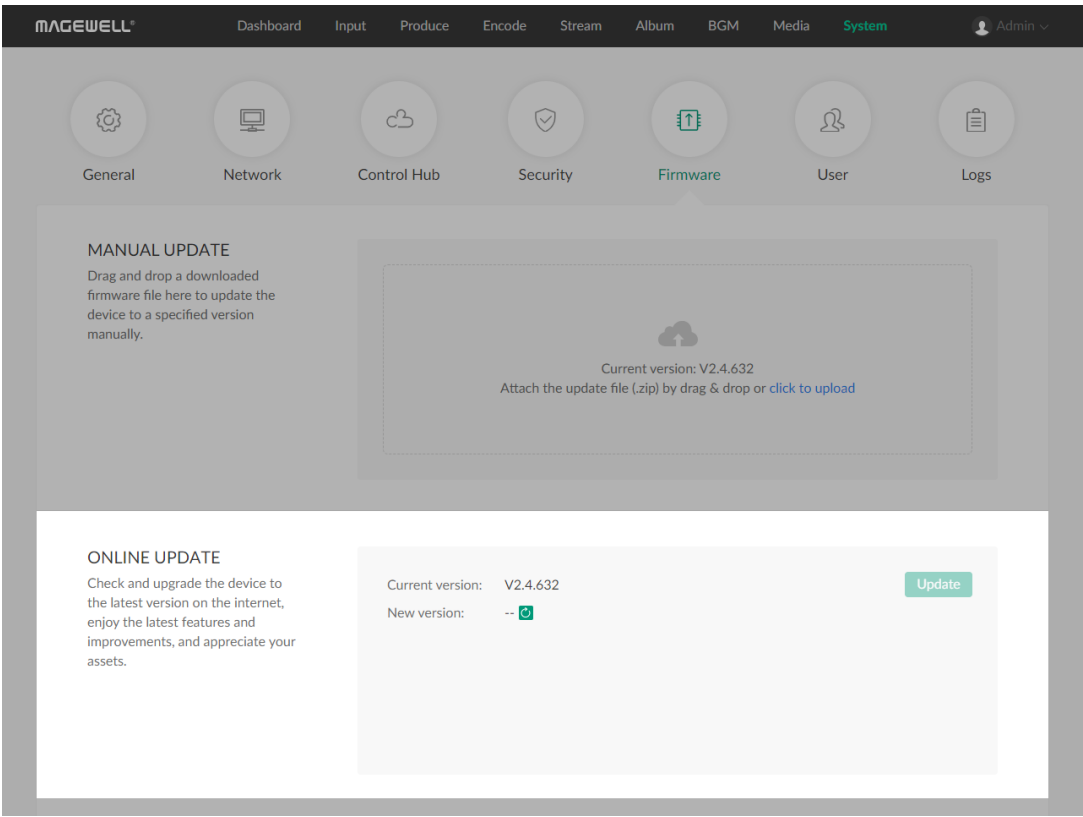 MAGEWELL®
Dashboard Input Produce Encode Stream Album BGM Media System Admin
General Network Control Hub Security Firmware User Logs
MANUAL UPDATE
Drag and drop a downloaded
firmware file here to update the
device to a specified version
manually.
Current version: V2.4.632
Attach the update file (.zip) by drag & drop or click to upload
ONLINE UPDATE
Check and upgrade the device to
the latest version on the internet,
enjoy the latest features and
improvements, and appreciate your
assets.
Current version: V2.4.632
Update
New version: --